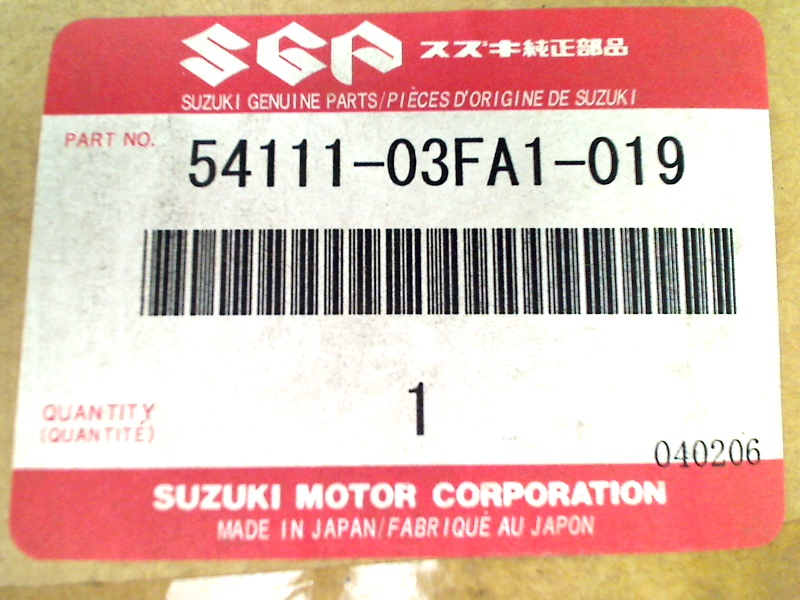 SGP スズキ純正部品
SUZUKI GENUINE PARTS/PIÈCES D'ORIGINE DE SUZUKI
PART NO. 54111-03FA1-019
1
QUANTITY
(QUANTITÉ)
040206
SUZUKI MOTOR CORPORATION
MADE IN JAPAN/FABRIQUÉ AU JAPON